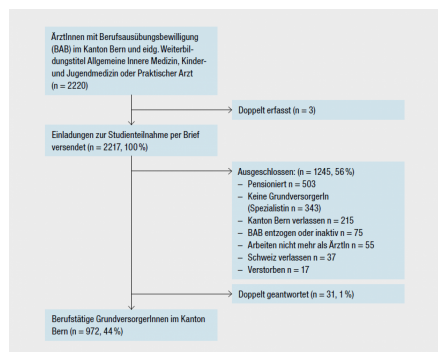 ÄrztInnen mit Berufsausübungsbewilligung
(BAB) im Kanton Bern und eidg. Weiterbil-
dungstitel Allgemeine Innere Medizin, Kinder-
und Jugendmedizin oder Praktischer Arzt
(n = 2220)
Doppelt erfasst (n = 3)
Einladungen zur Studienteilnahme per Brief
versendet (n = 2217, 100 %)
Ausgeschlossen: (n = 1245, 56 %)
– Pensioniert n = 503
– Keine GrundversorgerIn
(Spezialistin n = 343)
– Kanton Bern verlassen n = 215
– BAB entzogen oder inaktiv n = 75
– Arbeiten nicht mehr als ÄrztIn n = 55
– Schweiz verlassen n = 37
– Verstorben n = 17
Doppelt geantwortet (n = 31, 1 %)
Berufstätige GrundversorgerInnen im Kanton
Bern (n = 972, 44 %)